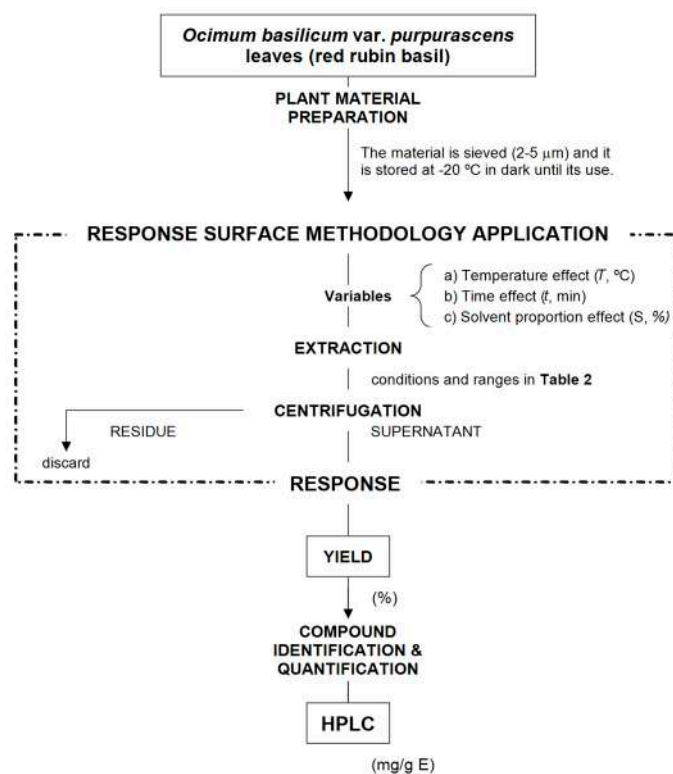 Ocimum basilicum var. purpurascens
leaves (red rubin basil)
PLANT MATERIAL
PREPARATION
The material is sieved (2-5 μm) and it
is stored at -20 ºC in dark until its use.
RESPONSE SURFACE METHODOLOGY APPLICATION
Variables
a) Temperature effect (T, ºC)
b) Time effect (t, min)
c) Solvent proportion effect (S, %)
EXTRACTION
conditions and ranges in Table 2
CENTRIFUGATION
RESIDUE
SUPERNATANT
discard
RESPONSE
YIELD
(%)
COMPOUND
IDENTIFICATION &
QUANTIFICATION
HPLC
(mg/g E)